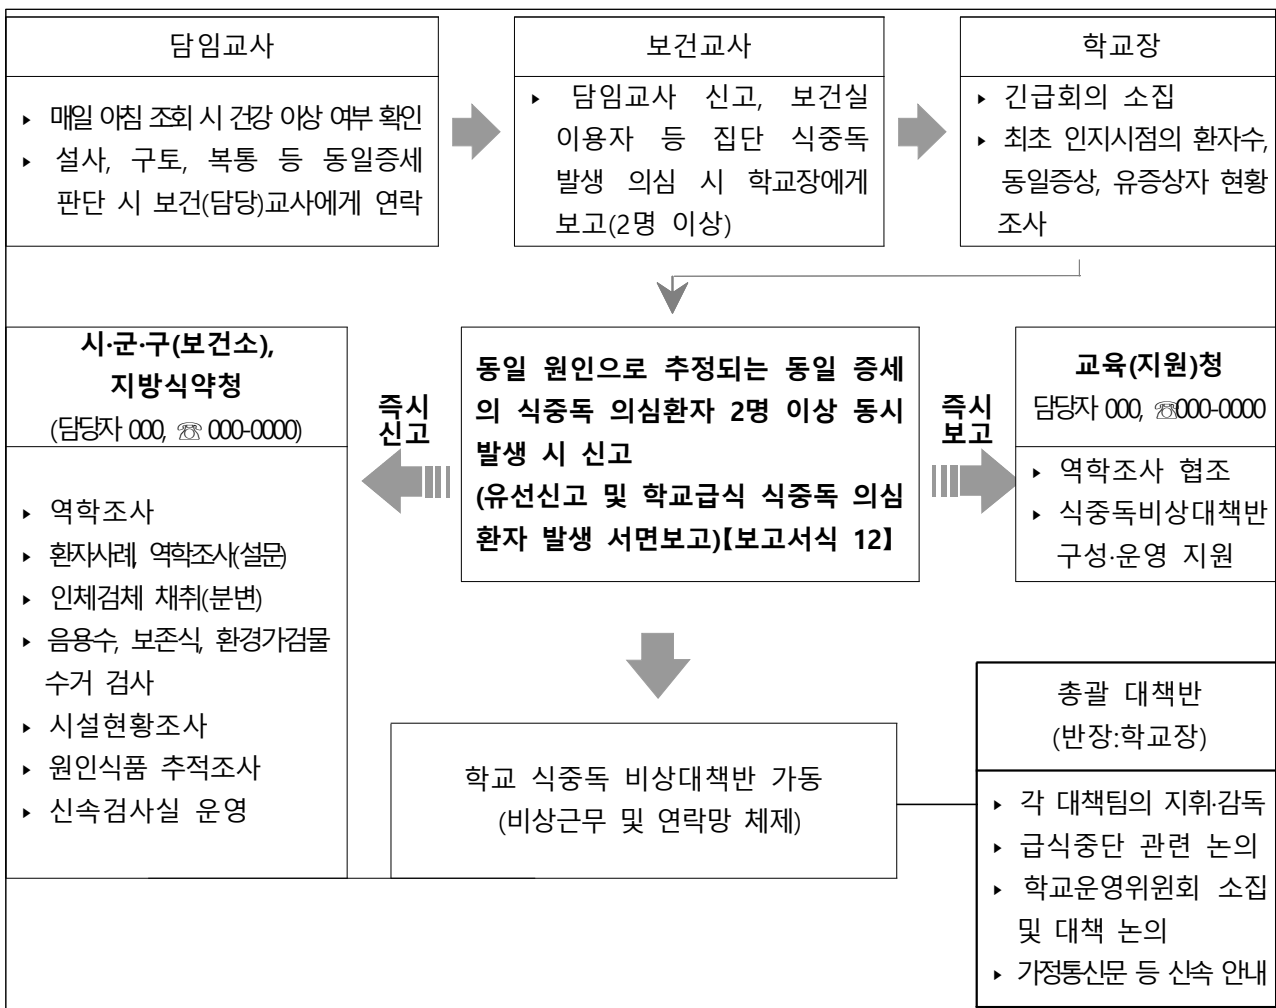 담임교사
▸ 매일 아침 조회 시 건강 이상 여부 확인
▸ 설사, 구토, 복통 등 동일증세
판단 시 보건(담당)교사에게 연락
보건교사
▸ 담임교사 신고, 보건실
이용자 등 집단 식중독
발생 의심 시 학교장에게
보고(2명 이상)
학교장
▸ 긴급회의 소집
▸ 최초 인지시점의 환자수,
동일증상, 유증상자 현황
조사
시·군·구(보건소),
지방식약청
(담당자 000, ☏ 000-0000)
▸ 역학조사
▸ 환자사례, 역학조사(설문)
▸ 인체검체 채취(분변)
▸ 음용수, 보존식, 환경가검물
수거 검사
▸ 시설현황조사
▸ 원인식품 추적조사
▸ 신속검사실 운영
즉시
신고
동일 원인으로 추정되는 동일 증세
의 식중독 의심환자 2명 이상 동시
발생 시 신고
(유선신고 및 학교급식 식중독 의심
환자 발생 서면보고)【보고서식 12】
즉시
보고
교육(지원)청
담당자 000, ☏000-0000
▸ 역학조사 협조
▸ 식중독비상대책반
구성·운영 지원
학교 식중독 비상대책반 가동
(비상근무 및 연락망 체제)
총괄 대책반
(반장:학교장)
▸ 각 대책팀의 지휘·감독
▸ 급식중단 관련 논의
▸ 학교운영위원회 소집
및 대책 논의
▸ 가정통신문 등 신속 안내